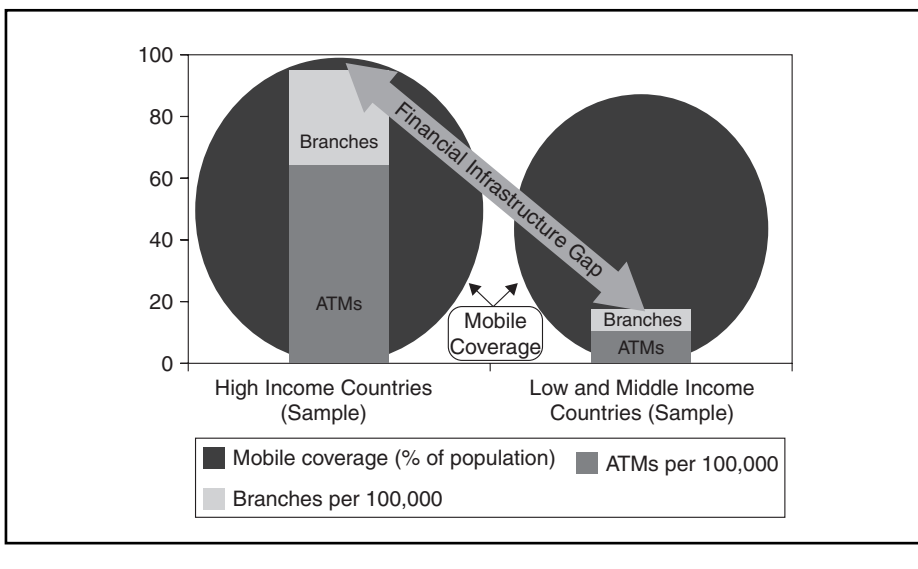 100
80
60
40
20
0
Branches
ATMs
Financial Infrastructure Gap
Mobile
Coverage
Branches
ATMs
High Income Countries
(Sample)
Low and Middle Income
Countries (Sample)
Mobile coverage (% of population)
ATMs per 100,000
Branches per 100,000